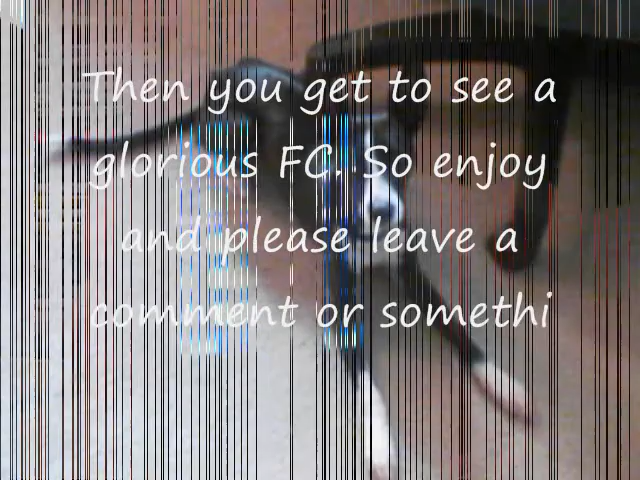 Then you get to see a
glorious FC. So enjoy
and please leave a
comment or somethi